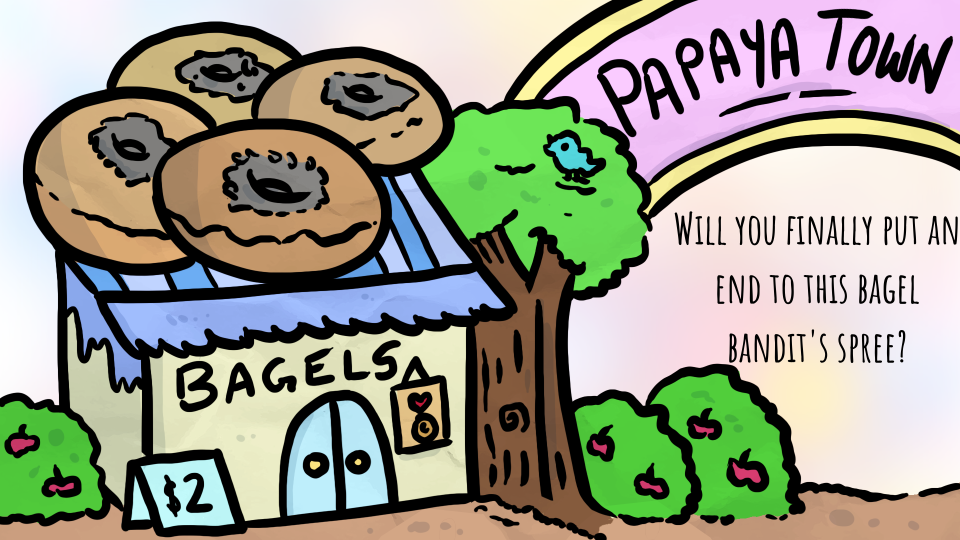 PAPAYA TOWN
WILL YOU FINALLY PUT AN
END TO THIS BAGEL
BANDIT'S SPREE?
BAGELS
$2